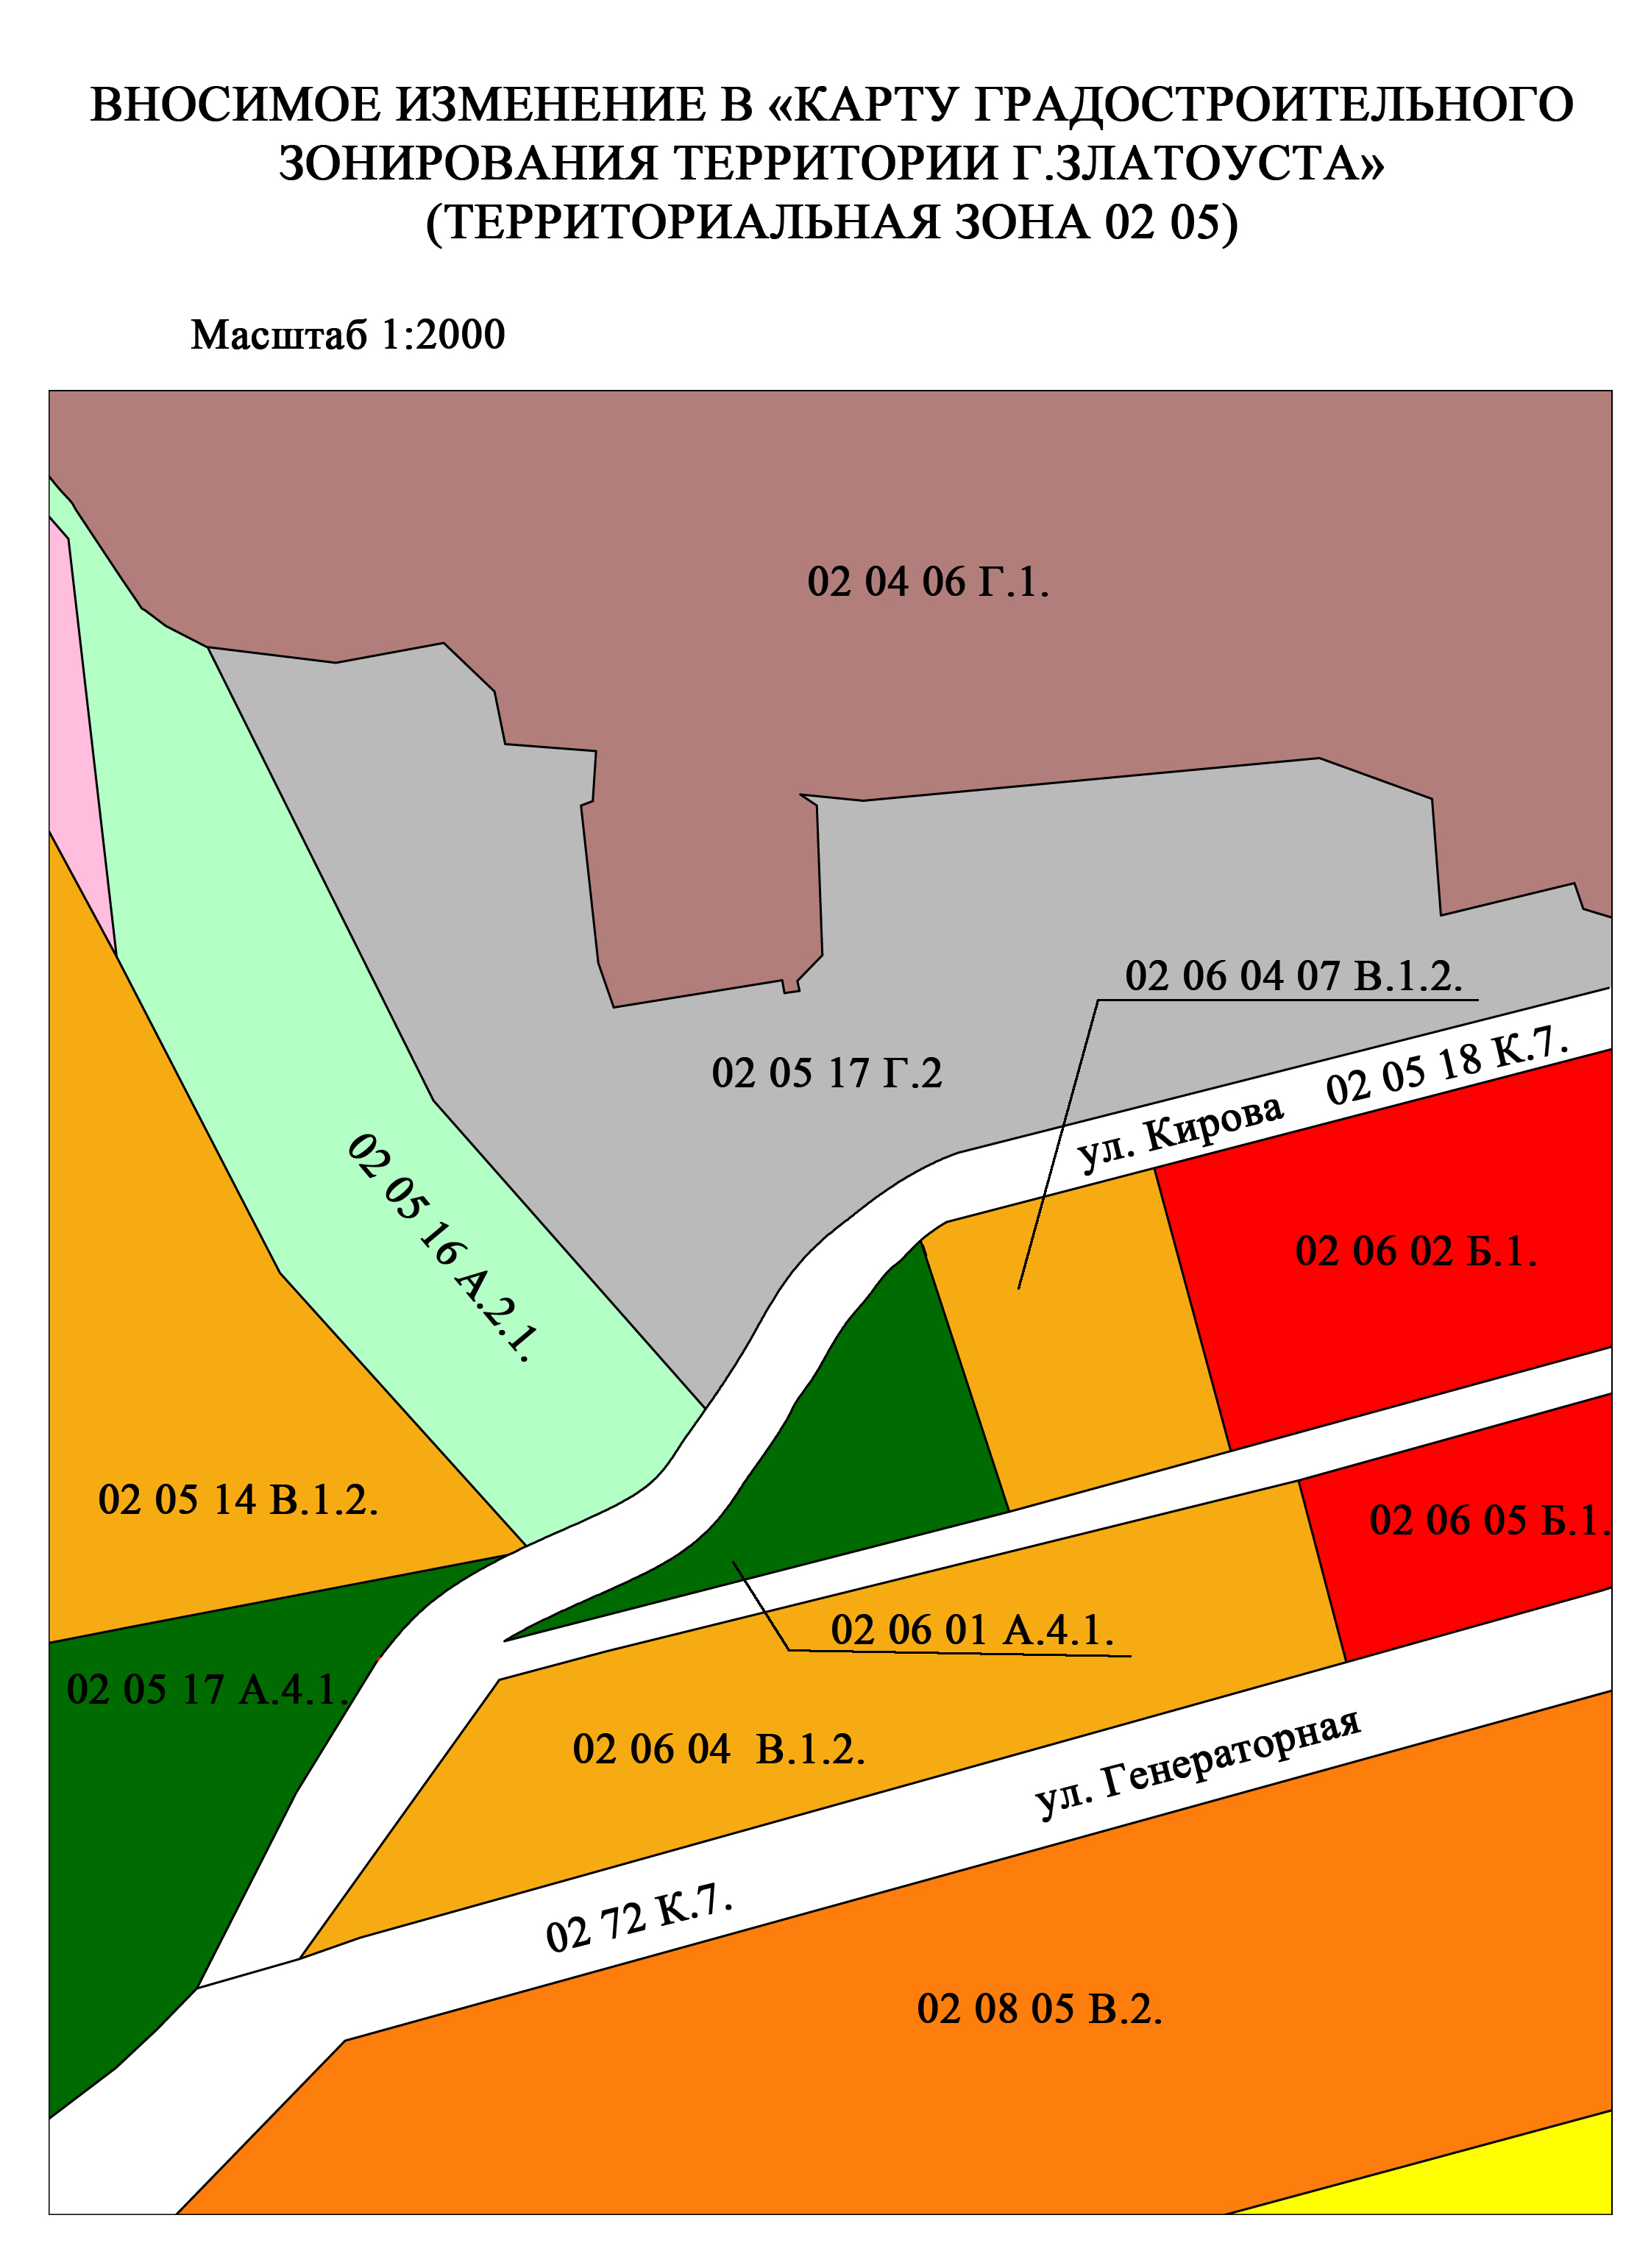 ВНОСИМОЕ ИЗМЕНЕНИЕ В «КАРТУ ГРАДОСТРОИТЕЛЬНОГО
ЗОНИРОВАНИЯ ТЕРРИТОРИИ Г.ЗЛАТОУСТА»
(ТЕРРИТОРИАЛЬНАЯ ЗОНА 02 05)
Масштаб 1:2000
02 04 06 Г.1.
02 06 04 07 В.1.2.
02 05 17 Г.2
ул. Кирова 02 05 18 К.7.
02 05 16 А.2.1.
02 06 02 Б.1.
02 05 14 В.1.2.
02 06 05 Б.1.
02 06 01 А.4.1.
02 05 17 А.4.1.
02 06 04 В.1.2.
ул. Генераторная
02 72 К.7.
02 08 05 В.2.